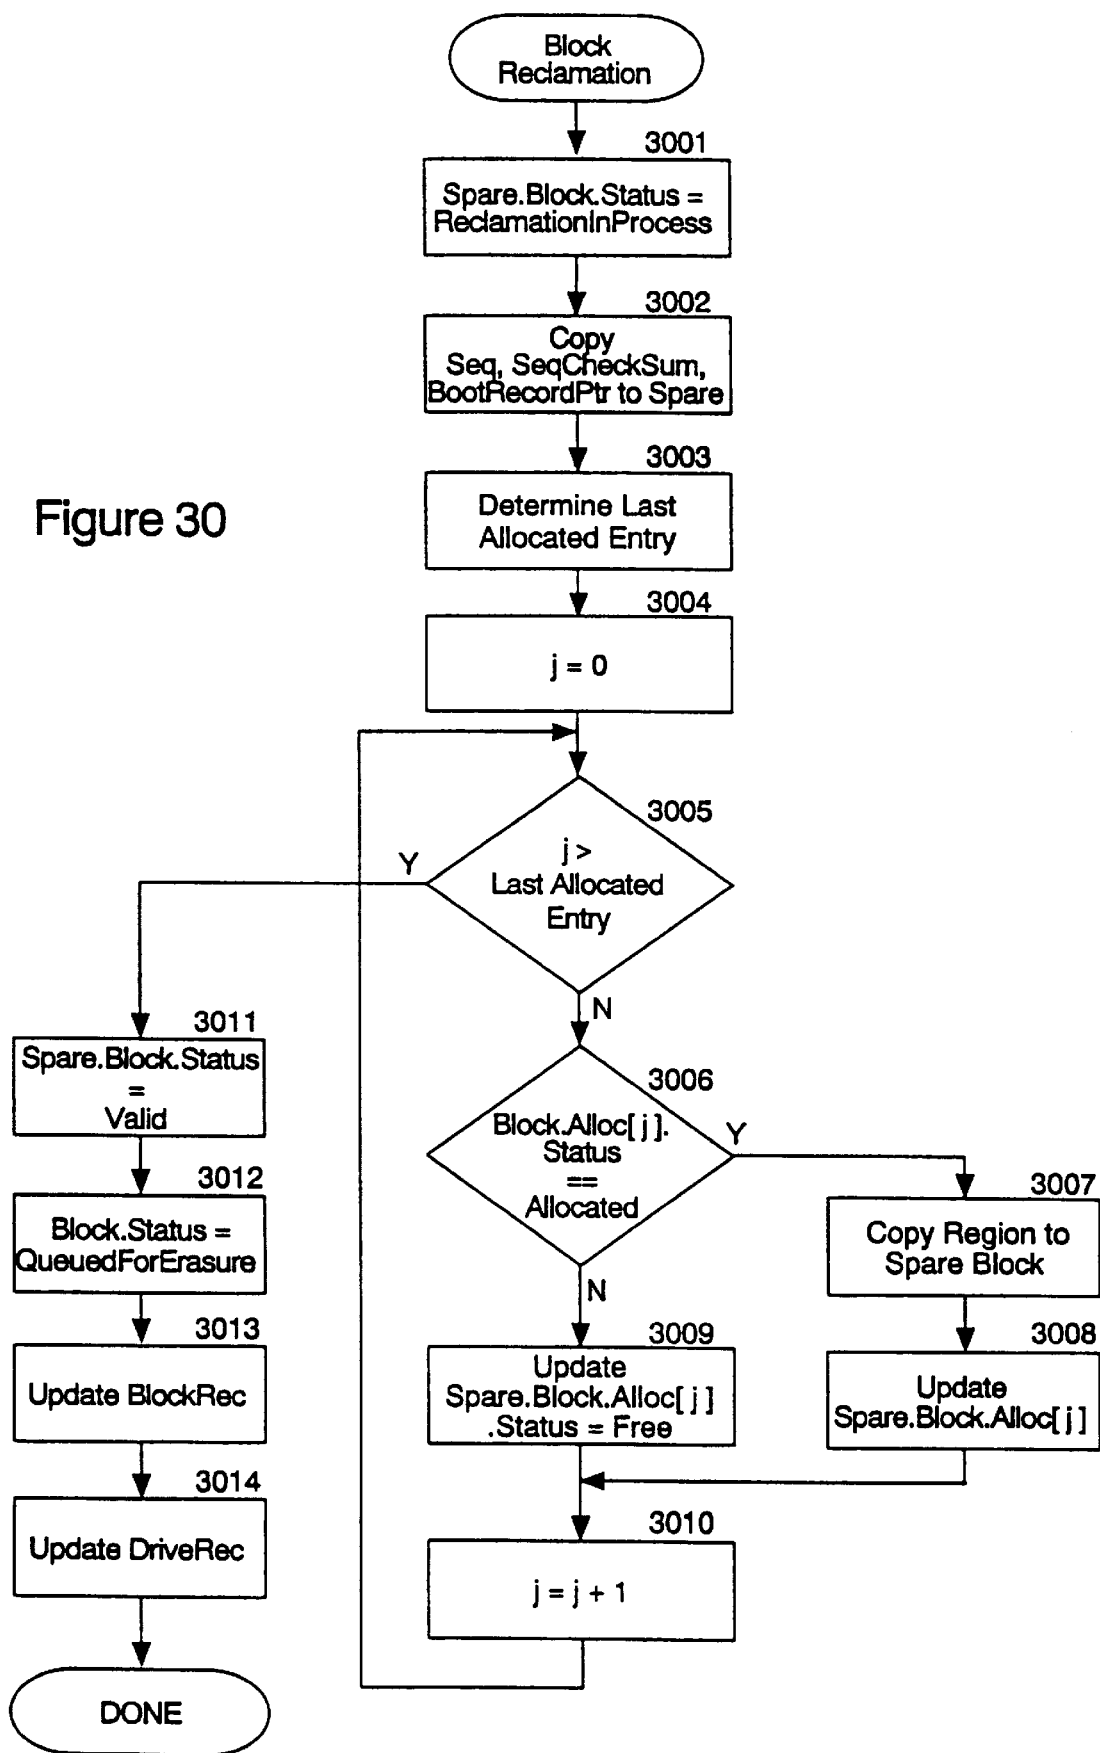 Block
Reclamation
3001
Spare.Block.Status =
ReclamationInProcess
3002
Copy
Seq, SeqCheckSum,
BootRecordPtr to Spare
3003
Determine Last
Allocated Entry
Figure 30
3004
j = 0
3005
j >
Last Allocated
Entry
Y
N
3006
Block.Alloc[ j ].
Status
==
Allocated
Y
N
3007
Copy Region to
Spare Block
3008
Update
Spare.Block.Alloc[ j ]
3009
Update
Spare.Block.Alloc[ j ]
.Status = Free
3010
j = j + 1
3011
Spare.Block.Status
=
Valid
3012
Block.Status =
QueuedForErasure
3013
Update BlockRec
3014
Update DriveRec
DONE